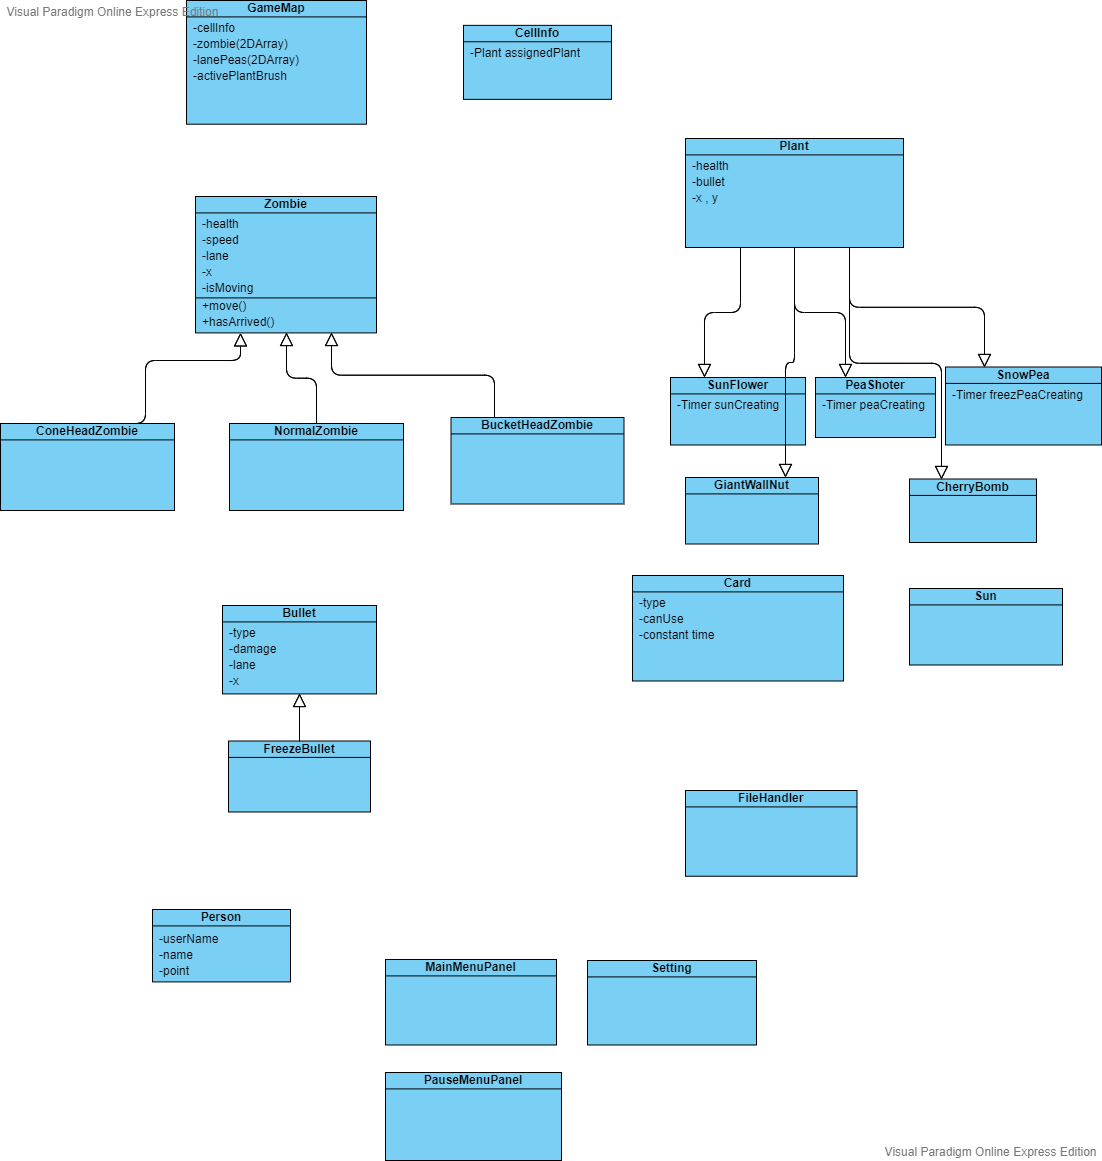 Visual Paradigm Online Express Edition
GameMap
-cellInfo
-zombie(2DArray)
-lanePeas(2DArray)
-activePlantBrush
CellInfo
-Plant assignedPlant
Plant
-health
-bullet
-x , y
Zombie
-health
-speed
-lane
-x
-isMoving
+move()
+hasArrived()
SunFlower
-Timer sunCreating
PeaShoter
-Timer peaCreating
SnowPea
-Timer freezPeaCreating
ConeHeadZombie
NormalZombie
BucketHeadZombie
GiantWallNut
CherryBomb
Card
-type
-canUse
-constant time
Sun
Bullet
-type
-damage
-lane
-x
FreezeBullet
FileHandler
Person
-userName
-name
-point
MainMenuPanel
Setting
PauseMenuPanel
Visual Paradigm Online Express Edition